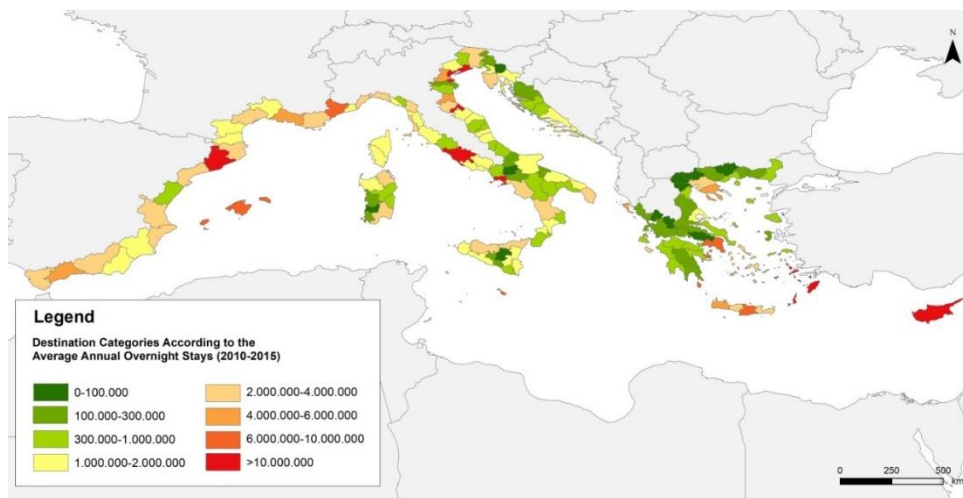 N
Legend
Destination Categories According to the
Average Annual Overnight Stays (2010-2015)
0-100.000
100.000-300.000
300.000-1.000.000
1.000.000-2.000.000
2.000.000-4.000.000
4.000.000-6.000.000
6.000.000-10.000.000
>10.000.000
0 250 500
km